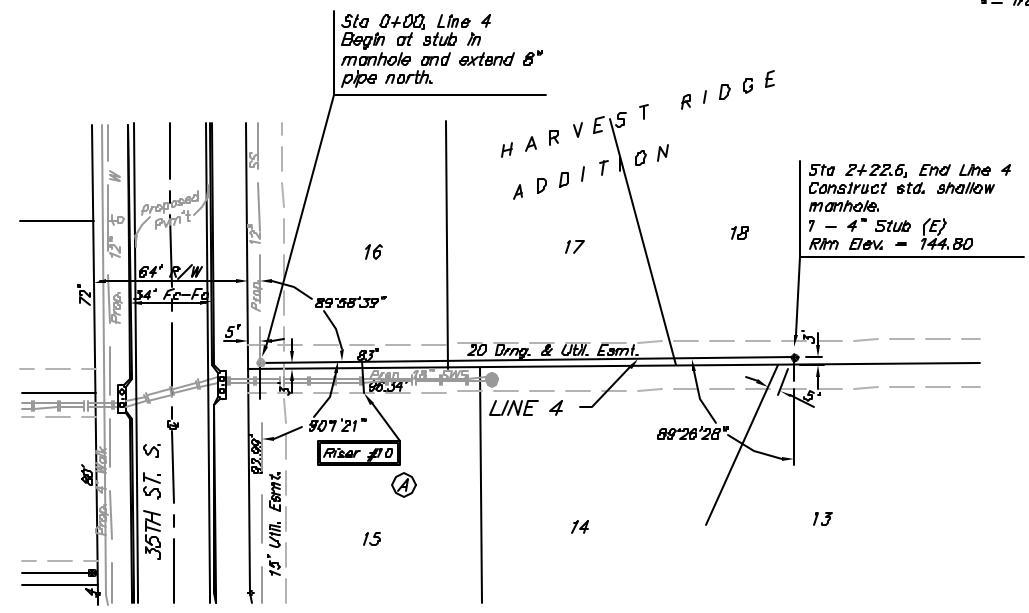 Sta 0+00, Line 4
Begin at stub in
manhole and extend 8"
pipe north.
HARVEST RIDGE
ADDITION
Sta 2+22.6, End Line 4
Construct std. shallow
manhole.
1 - 4" Stub (E)
Rim Elev. = 144.80
16
17
18
Prop. 12" W
Proposed
Pvm't
Prop. 12" SS
64' R/W
34' Fc-Fc
72'
89°58'39"
5'
83'
20 Drng. & Util. Esmt.
3'
3'
Prop. 18" SWS
86.34'
LINE 4
5'
89°26'28"
Riser #10
A
93.99'
15' Util. Esmt.
35TH ST. S.
℄
80'
Prop. 4' Walk
4'
15
14
13